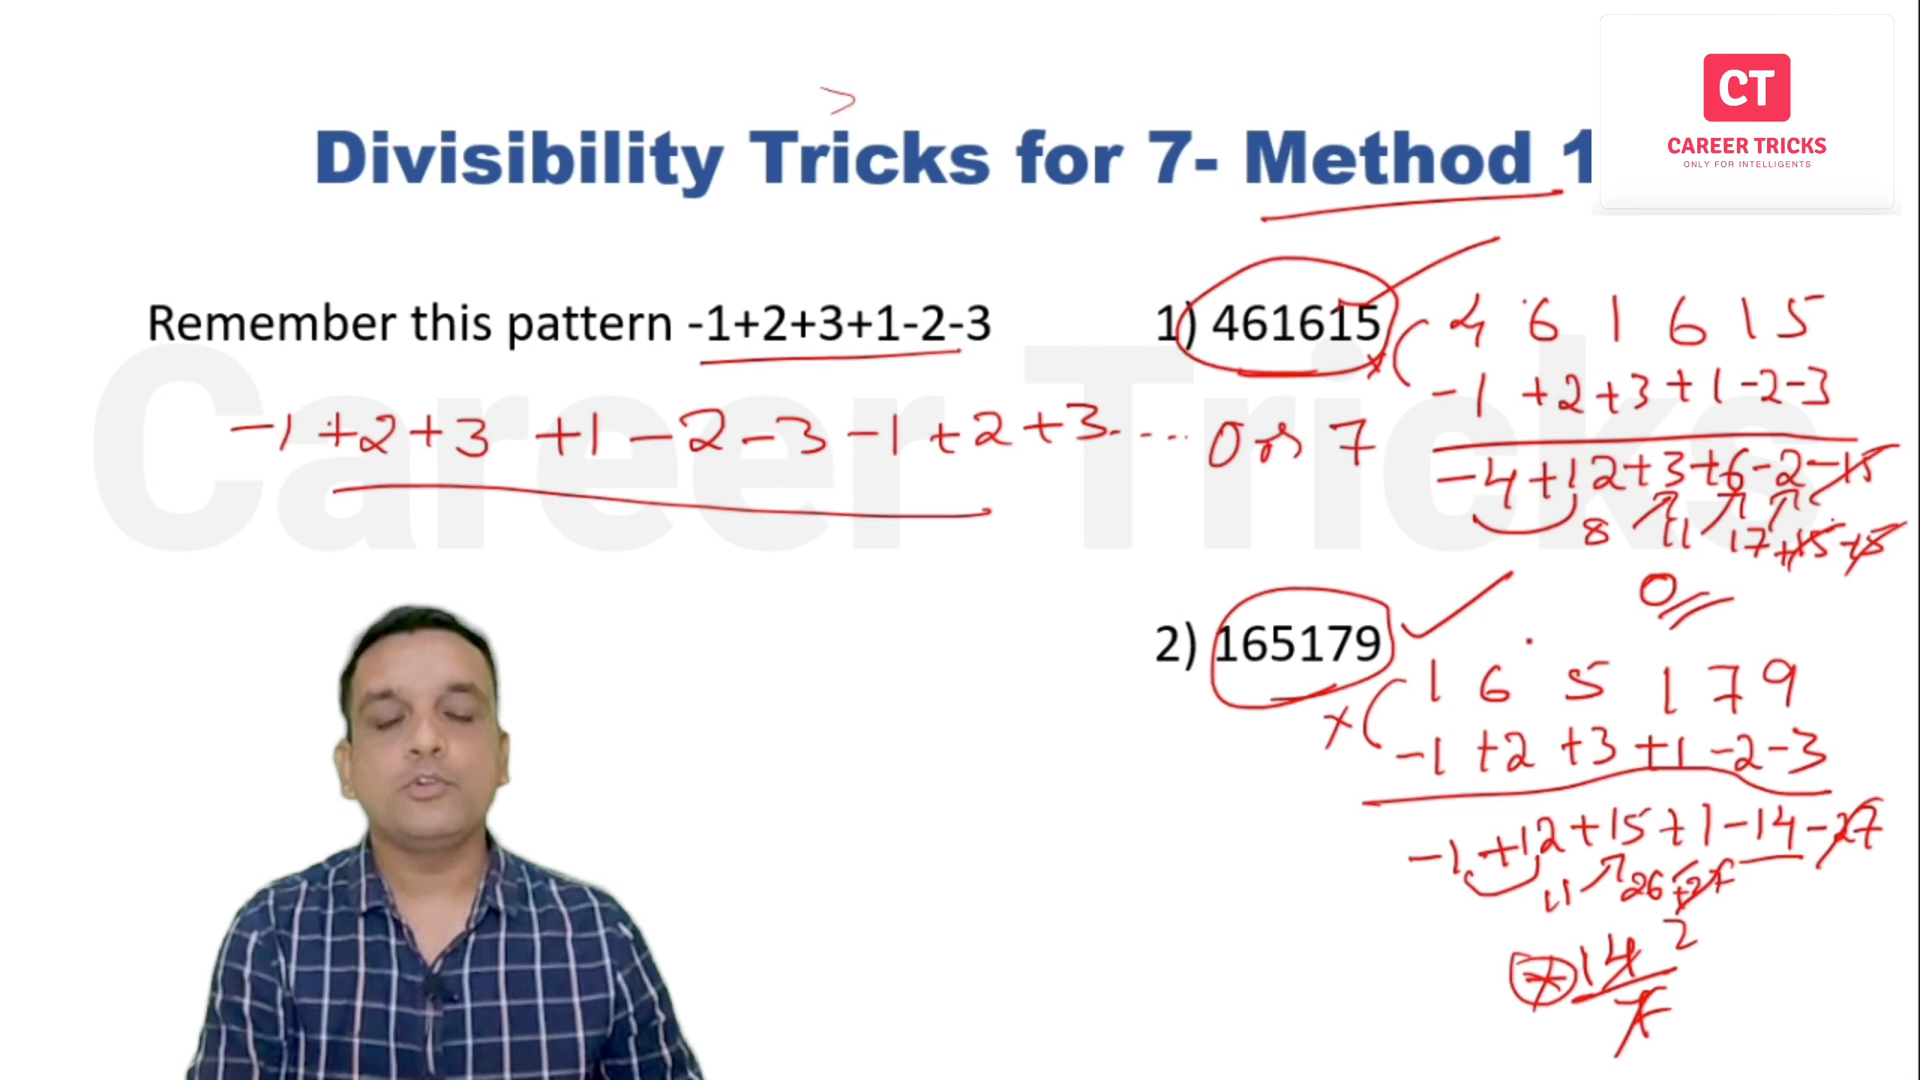 CT
CAREER TRICKS
ONLY FOR INTELLIGENTS
Divisibility Tricks for 7- Method 1
Remember this pattern -1+2+3+1-2-3
-1 +2+3 +1-2-3-1+2+3.... 0 or 7
Career Tricks
1) 461615
4 6 1 6 1 5
×( -1 +2+3+1-2-3
-4+12+3+6-2-15
8 11 17+15-15
0
2) 165179
1 6 5 1 7 9
×( -1 +2 +3 +1 -2-3
-1 +12+15+1-14-27
11 26+27
14 2
7